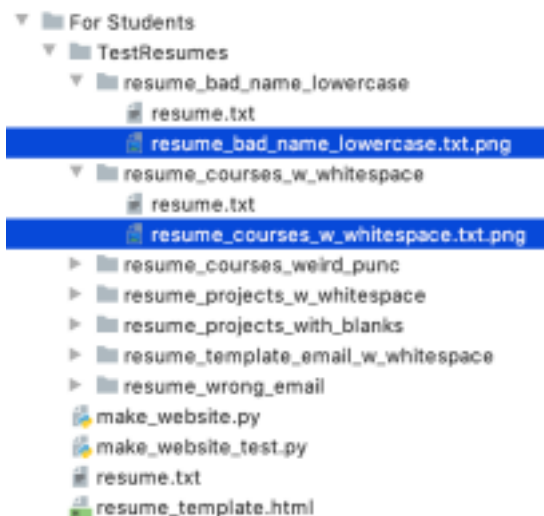 For Students
TestResumes
resume_bad_name_lowercase
resume.txt
resume_bad_name_lowercase.txt.png
resume_courses_w_whitespace
resume.txt
resume_courses_w_whitespace.txt.png
resume_courses_weird_punc
resume_projects_w_whitespace
resume_projects_with_blanks
resume_template_email_w_whitespace
resume_wrong_email
make_website.py
make_website_test.py
resume.txt
resume_template.html